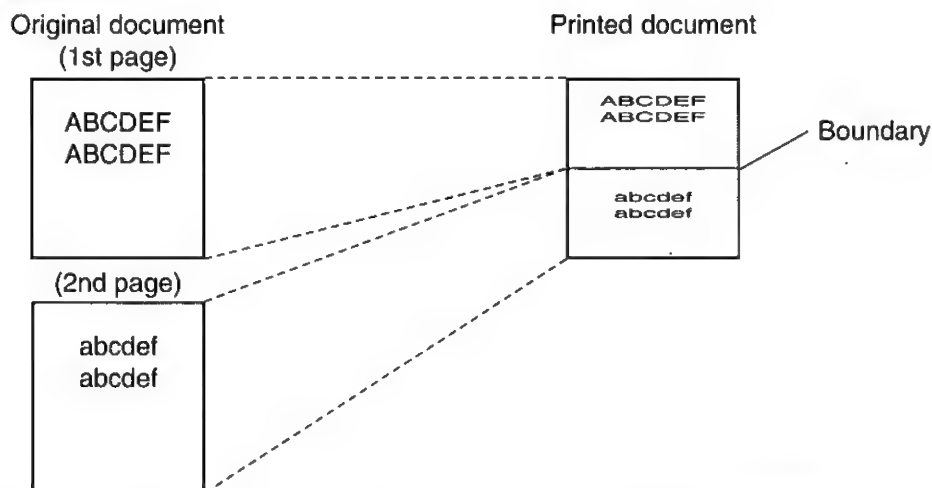 Original document
(1st page)
ABCDEF
ABCDEF
(2nd page)
abcdef
abcdef
Printed document
ABCDEF
ABCDEF
abcdef
abcdef
Boundary